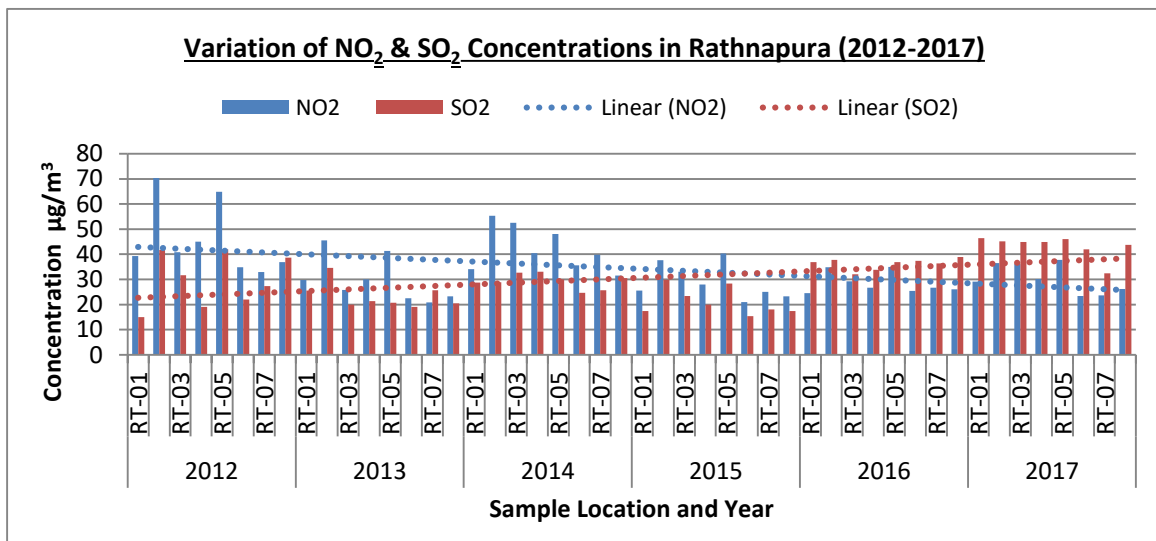 Variation of NO₂ & SO₂ Concentrations in Rathnapura (2012-2017)
NO2 SO2 Linear (NO2) Linear (SO2)
Concentration µg/m³
80
70
60
50
40
30
20
10
0
RT-01 RT-03 RT-05 RT-07 RT-01 RT-03 RT-05 RT-07 RT-01 RT-03 RT-05 RT-07 RT-01 RT-03 RT-05 RT-07 RT-01 RT-03 RT-05 RT-07 RT-01 RT-03 RT-05 RT-07
2012 2013 2014 2015 2016 2017
Sample Location and Year